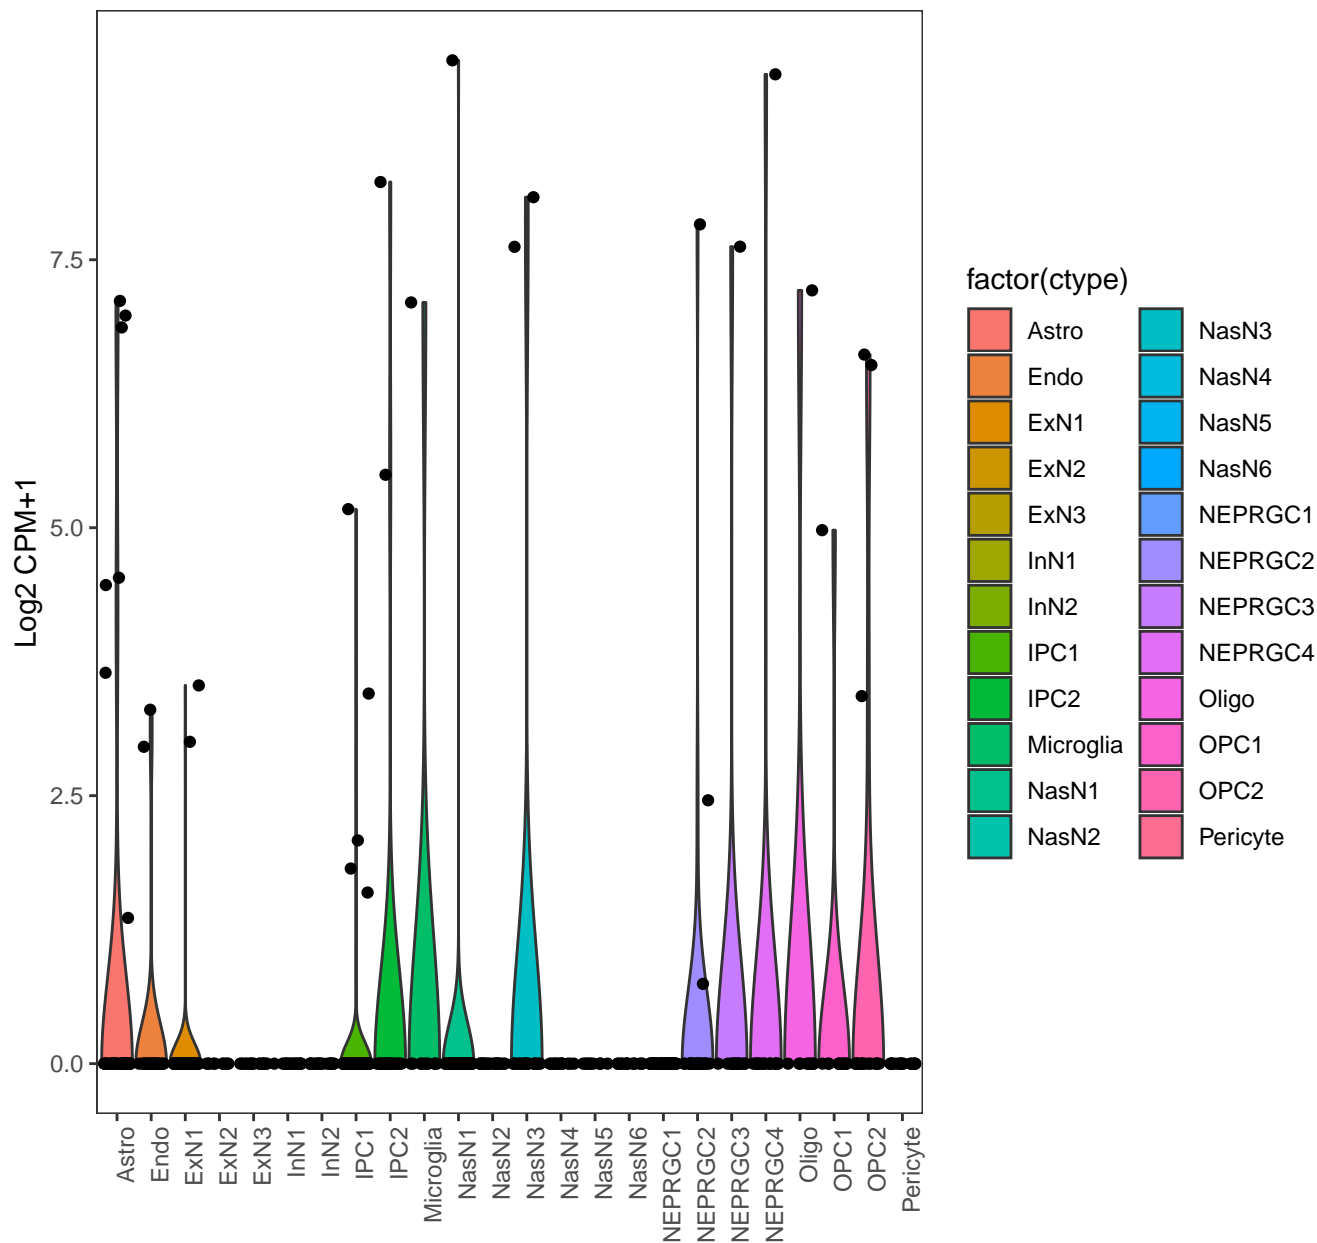 Log2 CPM+1
7.5
5.0
2.5
0.0
Astro
Endo
ExN1
ExN2
ExN3
InN1
InN2
IPC1
IPC2
Microglia
NasN1
NasN2
NasN3
NasN4
NasN5
NasN6
NEPRGC1
NEPRGC2
NEPRGC3
NEPRGC4
Oligo
OPC1
OPC2
Pericyte
factor(ctype)
Astro
Endo
ExN1
ExN2
ExN3
InN1
InN2
IPC1
IPC2
Microglia
NasN1
NasN2
NasN3
NasN4
NasN5
NasN6
NEPRGC1
NEPRGC2
NEPRGC3
NEPRGC4
Oligo
OPC1
OPC2
Pericyte